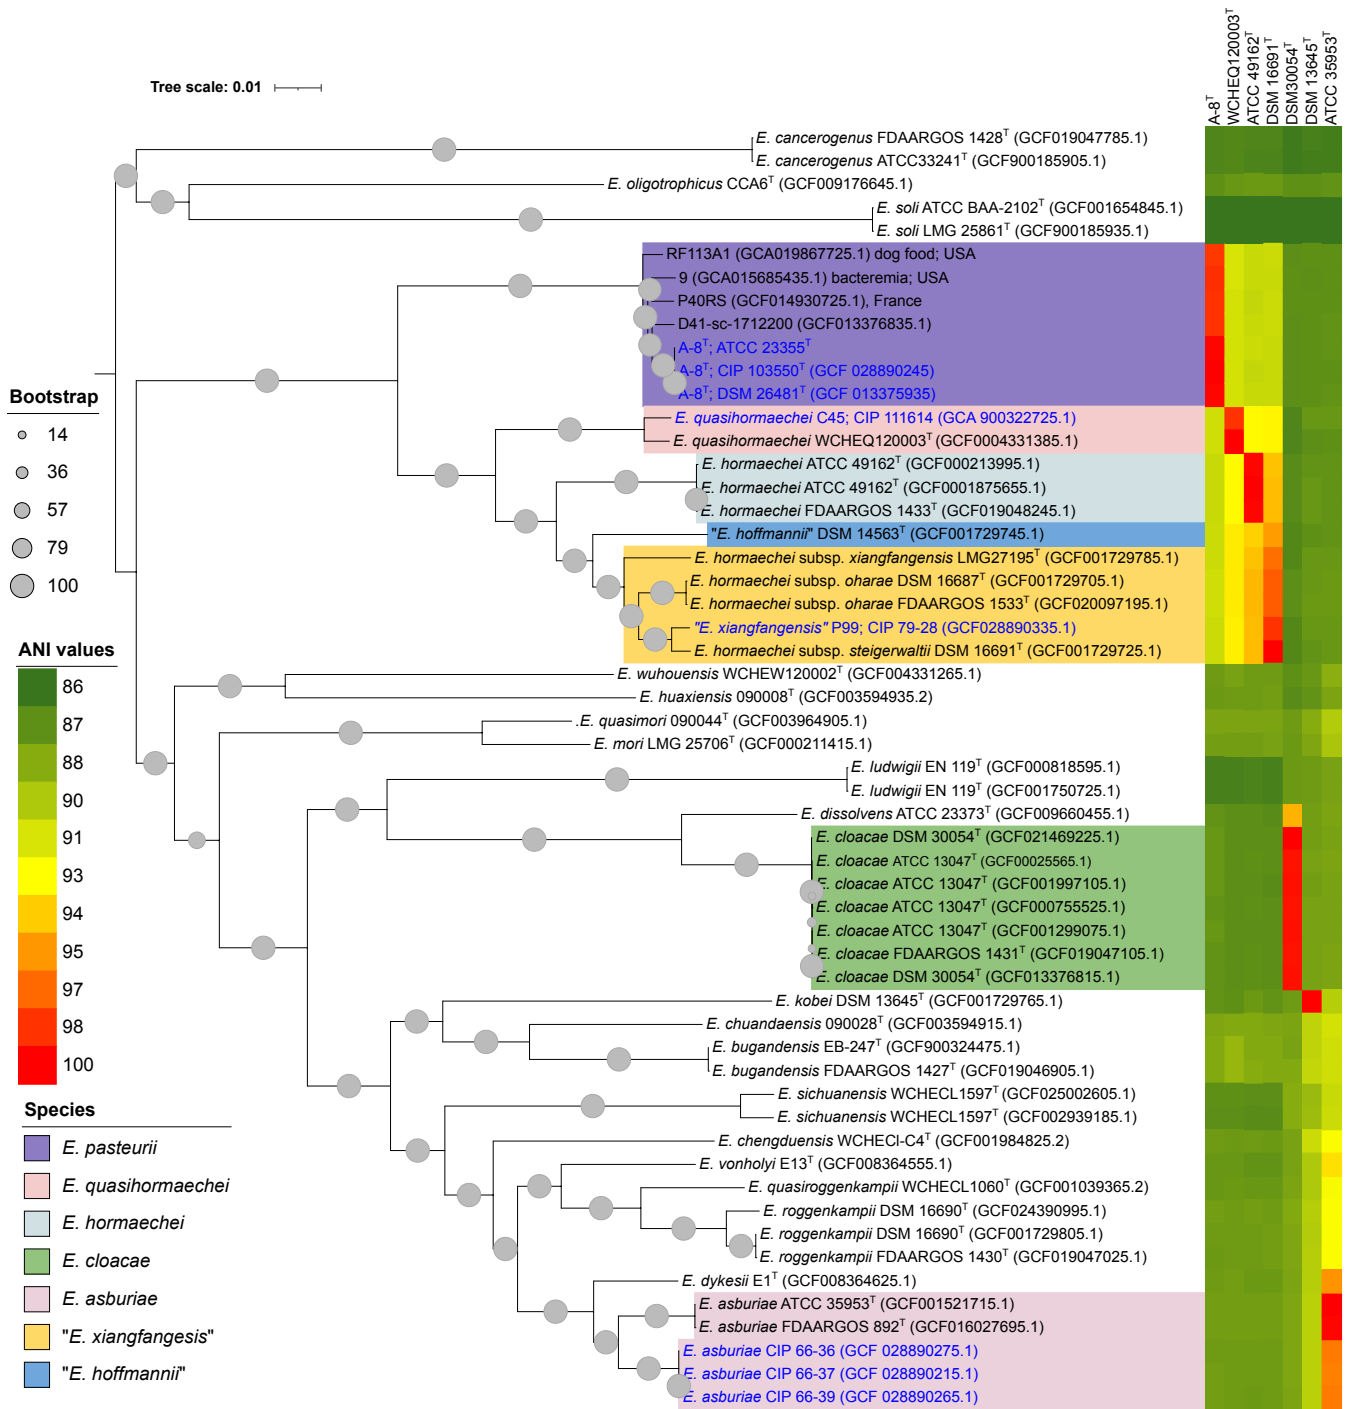 A-8ᵀ
WCHEQ120003ᵀ
ATCC 49162ᵀ
DSM 16691ᵀ
DSM30054ᵀ
DSM 13645ᵀ
ATCC 35953ᵀ
Tree scale: 0.01
E. cancerogenus FDAARGOS 1428ᵀ (GCF019047785.1)
E. cancerogenus ATCC33241ᵀ (GCF900185905.1)
E. oligotrophicus CCA6ᵀ (GCF009176645.1)
E. soli ATCC BAA-2102ᵀ (GCF001654845.1)
E. soli LMG 25861ᵀ (GCF900185935.1)
RF113A1 (GCA019867725.1) dog food; USA
9 (GCA015685435.1) bacteremia; USA
P40RS (GCF014930725.1), France
D41-sc-1712200 (GCF013376835.1)
A-8ᵀ; ATCC 23355ᵀ
A-8ᵀ; CIP 103550ᵀ (GCF 028890245)
A-8ᵀ; DSM 26481ᵀ (GCF 013375935)
E. quasihormaechei C45; CIP 111614 (GCA 900322725.1)
E. quasihormaechei WCHEQ120003ᵀ (GCF0004331385.1)
E. hormaechei ATCC 49162ᵀ (GCF000213995.1)
E. hormaechei ATCC 49162ᵀ (GCF0001875655.1)
E. hormaechei FDAARGOS 1433ᵀ (GCF019048245.1)
"E. hoffmannii" DSM 14563ᵀ (GCF001729745.1)
E. hormaechei subsp. xiangfangensis LMG27195ᵀ (GCF001729785.1)
E. hormaechei subsp. oharae DSM 16687ᵀ (GCF001729705.1)
E. hormaechei subsp. oharae FDAARGOS 1533ᵀ (GCF020097195.1)
"E. xiangfangensis" P99; CIP 79-28 (GCF028890335.1)
E. hormaechei subsp. steigerwaltii DSM 16691ᵀ (GCF001729725.1)
E. wuhouensis WCHEW120002ᵀ (GCF004331265.1)
E. huaxiensis 090008ᵀ (GCF003594935.2)
.E. quasimori 090044ᵀ (GCF003964905.1)
E. mori LMG 25706ᵀ (GCF000211415.1)
E. ludwigii EN 119ᵀ (GCF000818595.1)
E. ludwigii EN 119ᵀ (GCF001750725.1)
E. dissolvens ATCC 23373ᵀ (GCF009660455.1)
E. cloacae DSM 30054ᵀ (GCF021469225.1)
E. cloacae ATCC 13047ᵀ (GCF00025565.1)
E. cloacae ATCC 13047ᵀ (GCF001997105.1)
E. cloacae ATCC 13047ᵀ (GCF000755525.1)
E. cloacae ATCC 13047ᵀ (GCF001299075.1)
E. cloacae FDAARGOS 1431ᵀ (GCF019047105.1)
E. cloacae DSM 30054ᵀ (GCF013376815.1)
E. kobei DSM 13645ᵀ (GCF001729765.1)
E. chuandaensis 090028ᵀ (GCF003594915.1)
E. bugandensis EB-247ᵀ (GCF900324475.1)
E. bugandensis FDAARGOS 1427ᵀ (GCF019046905.1)
E. sichuanensis WCHECL1597ᵀ (GCF025002605.1)
E. sichuanensis WCHECL1597ᵀ (GCF002939185.1)
E. chengduensis WCHECl-C4ᵀ (GCF001984825.2)
E. vonholyi E13ᵀ (GCF008364555.1)
E. quasiroggenkampii WCHECL1060ᵀ (GCF001039365.2)
E. roggenkampii DSM 16690ᵀ (GCF024390995.1)
E. roggenkampii DSM 16690ᵀ (GCF001729805.1)
E. roggenkampii FDAARGOS 1430ᵀ (GCF019047025.1)
E. dykesii E1ᵀ (GCF008364625.1)
E. asburiae ATCC 35953ᵀ (GCF001521715.1)
E. asburiae FDAARGOS 892ᵀ (GCF016027695.1)
E. asburiae CIP 66-36 (GCF 028890275.1)
E. asburiae CIP 66-37 (GCF 028890215.1)
E. asburiae CIP 66-39 (GCF 028890265.1)
Bootstrap
14
36
57
79
100
ANI values
86
87
88
90
91
93
94
95
97
98
100
Species
E. pasteurii
E. quasihormaechei
E. hormaechei
E. cloacae
E. asburiae
"E. xiangfangesis"
"E. hoffmannii"